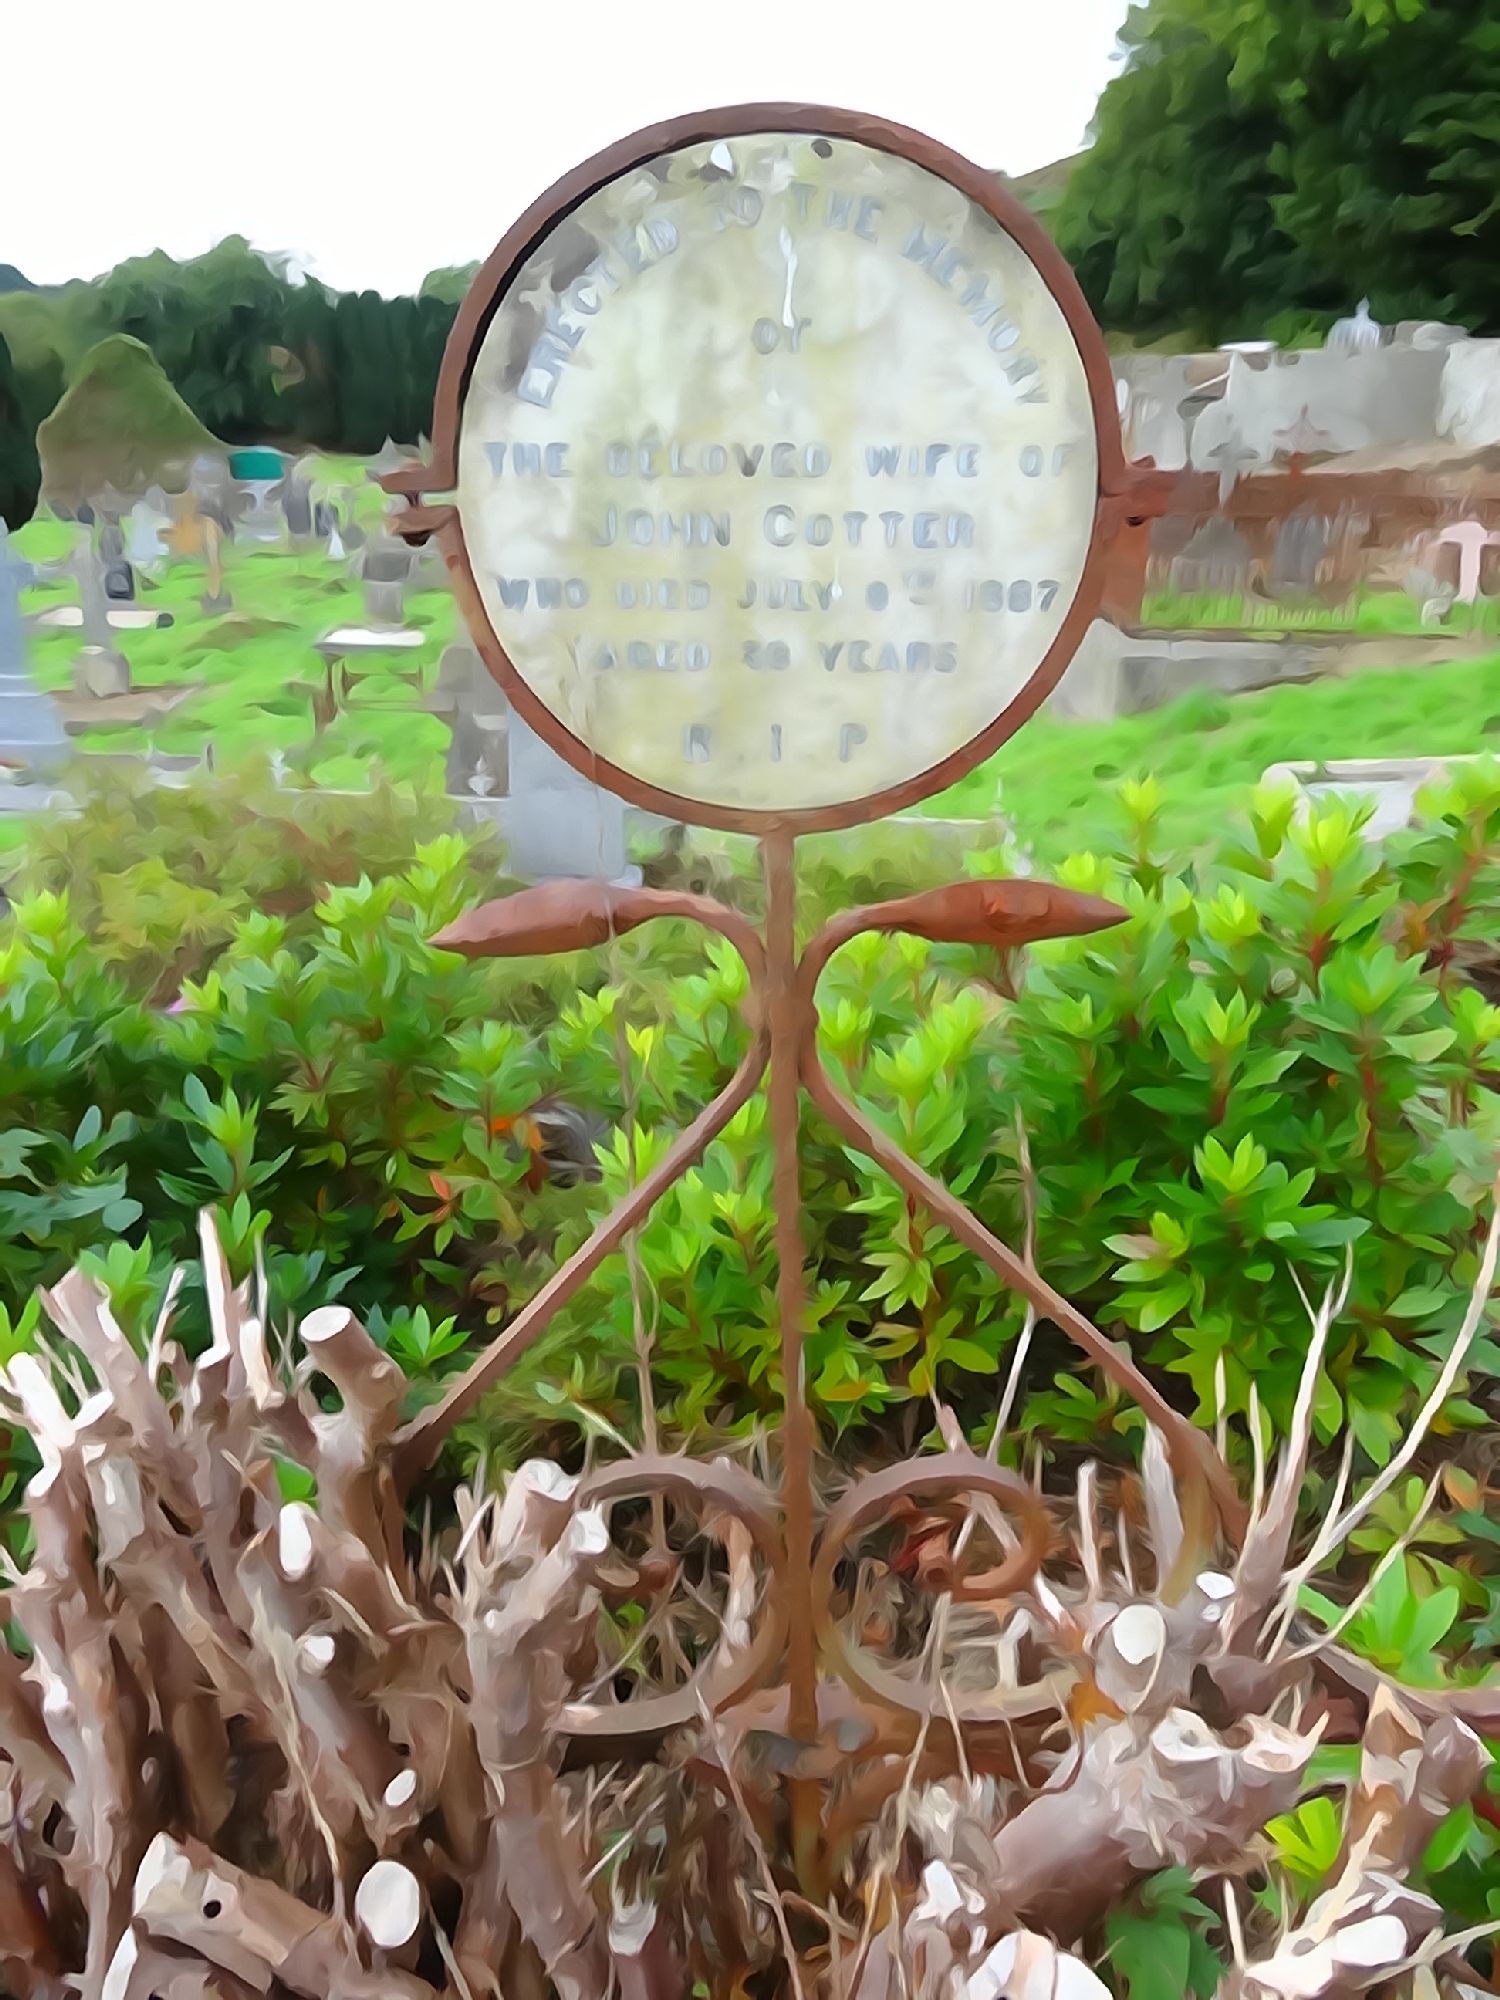 ERECTED TO THE MEMORY
OF
THE BELOVED WIFE OF
JOHN COTTER
WHO DIED JULY 1887
AGED YEARS
R I P